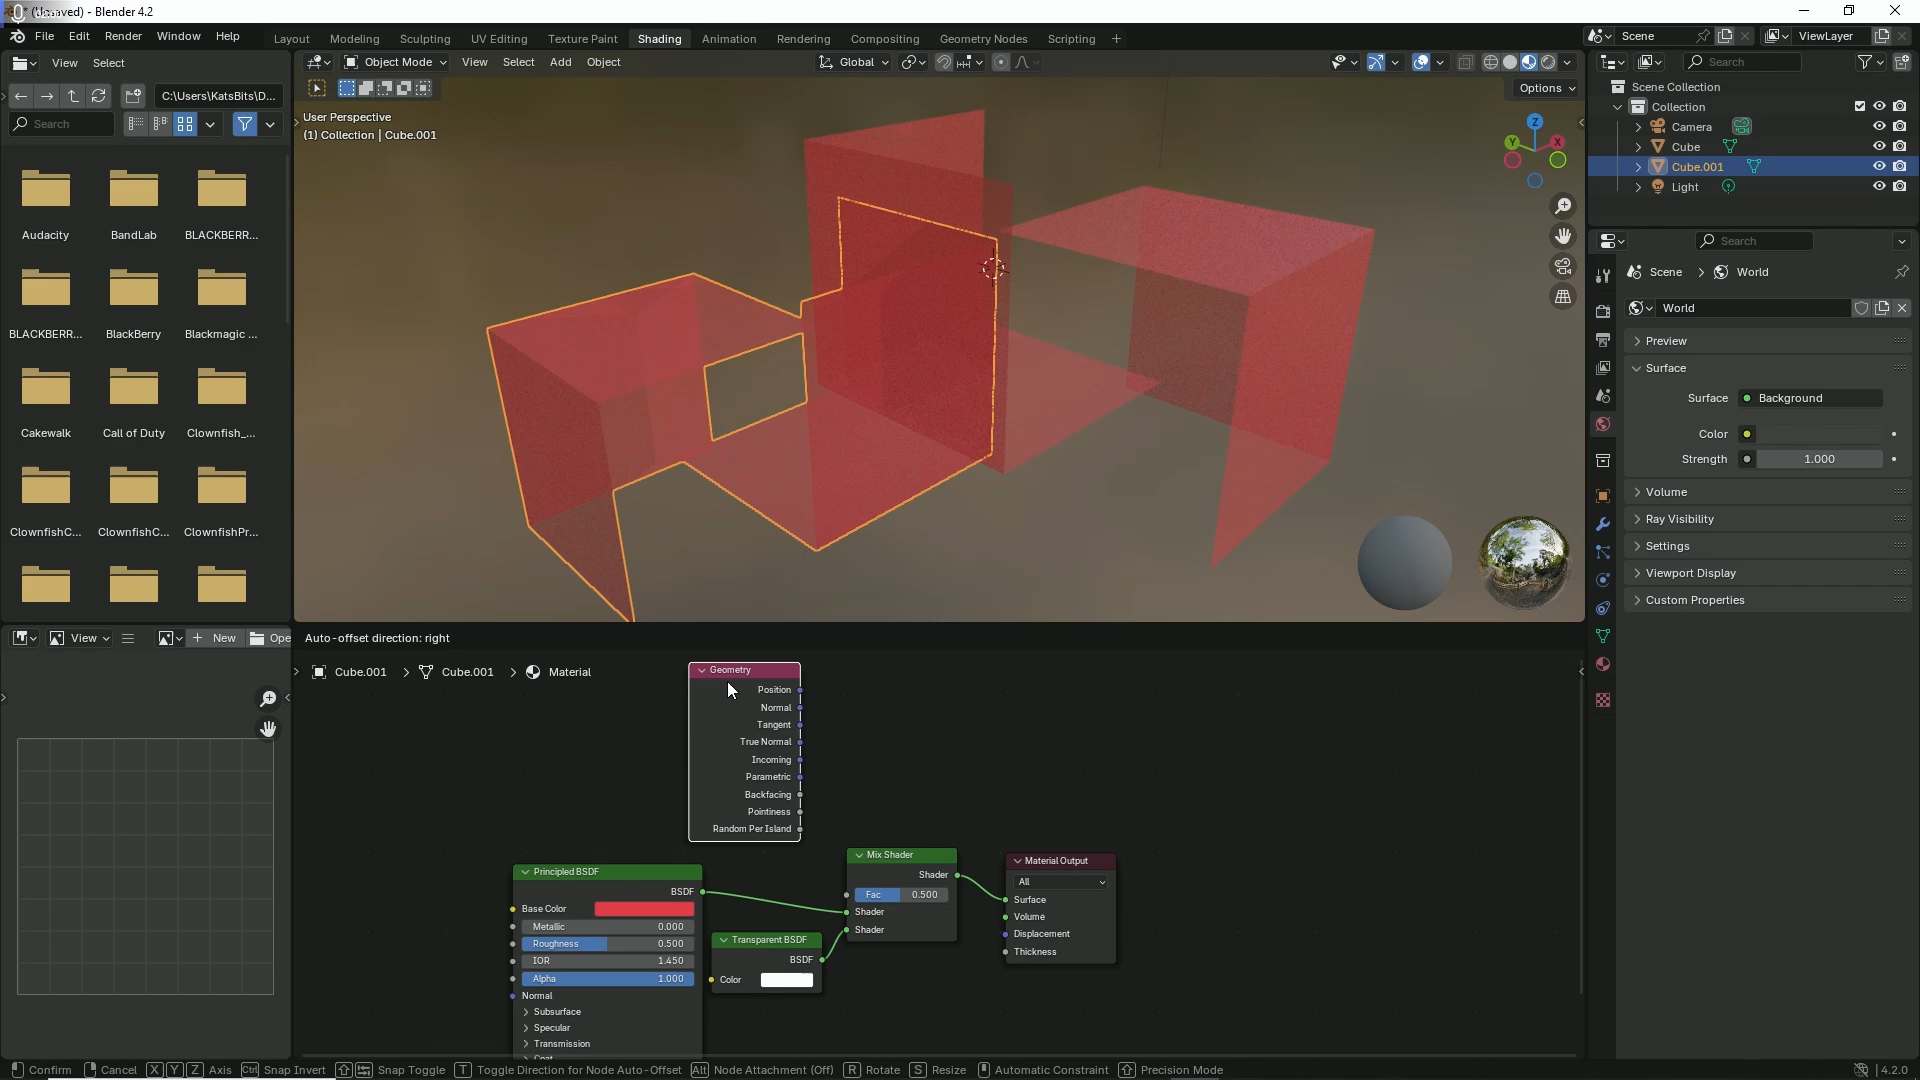 * (Unsaved) - Blender 4.2
File Edit Render Window Help Layout Modeling Sculpting UV Editing Texture Paint Shading Animation Rendering Compositing Geometry Nodes Scripting + Scene ViewLayer
View Select Object Mode View Select Add Object Global Search
C:\Users\KatsBits\D... Options
Search
User Perspective
(1) Collection | Cube.001
Scene Collection
Collection
Camera
Cube
Cube.001
Light
Z
Y
X
Audacity BandLab BLACKBERR...
BLACKBERR... BlackBerry Blackmagic ...
Cakewalk Call of Duty Clownfish_...
ClownfishC... ClownfishC... ClownfishPr...
Search
Scene > World
World
Preview
Surface
Surface Background
Color
Strength 1.000
Volume
Ray Visibility
Settings
Viewport Display
Custom Properties
View + New Ope
Auto-offset direction: right
Cube.001 > Cube.001 > Material
Geometry
Position
Normal
Tangent
True Normal
Incoming
Parametric
Backfacing
Pointiness
Random Per Island
Principled BSDF
BSDF
Base Color
Metallic 0.000
Roughness 0.500
IOR 1.450
Alpha 1.000
Normal
Subsurface
Specular
Transmission
Transparent BSDF
BSDF
Color
Mix Shader
Shader
Fac 0.500
Shader
Shader
Material Output
All
Surface
Volume
Displacement
Thickness
Confirm Cancel X Y Z Axis Ctrl Snap Invert Snap Toggle T Toggle Direction for Node Auto-Offset Alt Node Attachment (Off) R Rotate S Resize Automatic Constraint Precision Mode 4.2.0